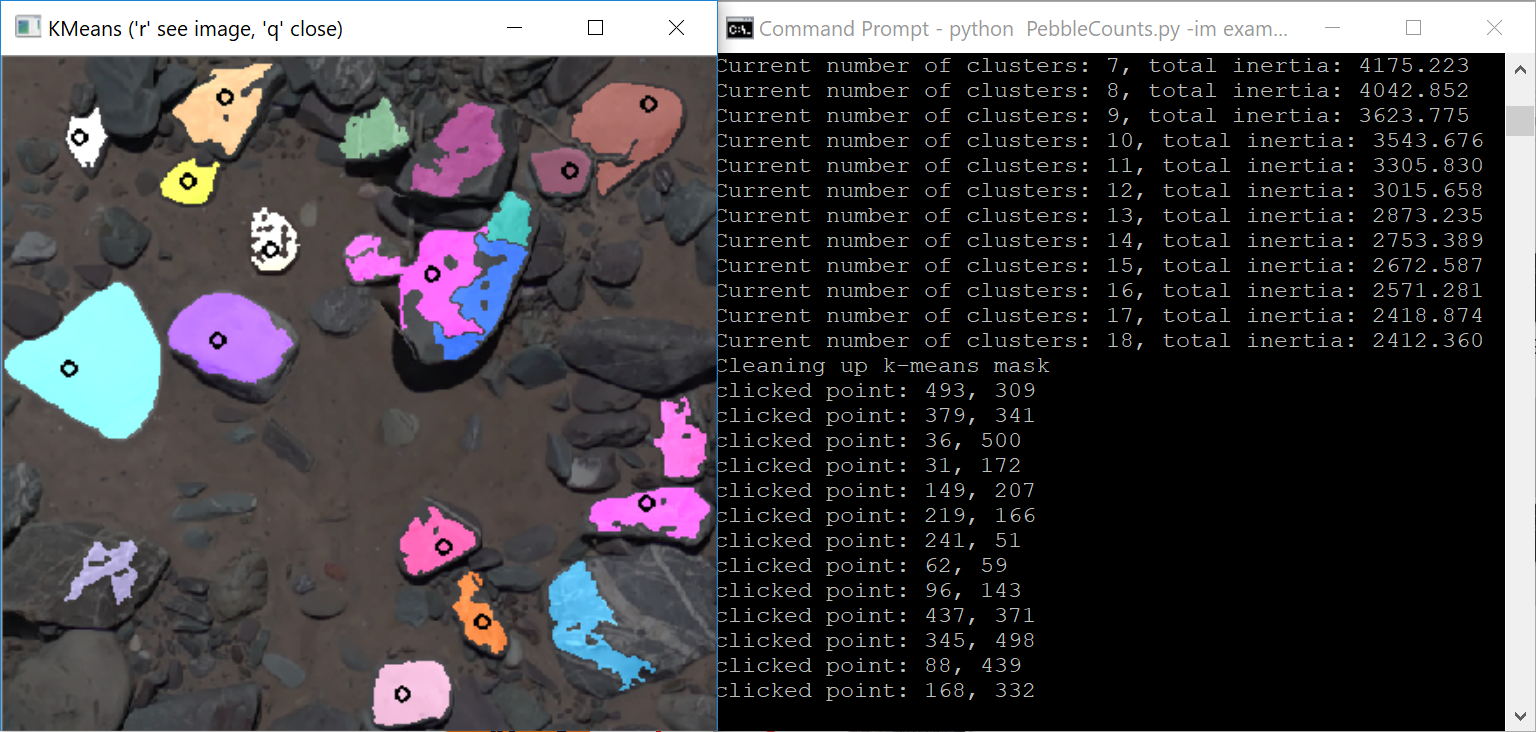 KMeans ('r' see image, 'q' close)
Command Prompt - python  PebbleCounts.py -im exam...
Current number of clusters: 7, total inertia: 4175.223
Current number of clusters: 8, total inertia: 4042.852
Current number of clusters: 9, total inertia: 3623.775
Current number of clusters: 10, total inertia: 3543.676
Current number of clusters: 11, total inertia: 3305.830
Current number of clusters: 12, total inertia: 3015.658
Current number of clusters: 13, total inertia: 2873.235
Current number of clusters: 14, total inertia: 2753.389
Current number of clusters: 15, total inertia: 2672.587
Current number of clusters: 16, total inertia: 2571.281
Current number of clusters: 17, total inertia: 2418.874
Current number of clusters: 18, total inertia: 2412.360
Cleaning up k-means mask
clicked point: 493, 309
clicked point: 379, 341
clicked point: 36, 500
clicked point: 31, 172
clicked point: 149, 207
clicked point: 219, 166
clicked point: 241, 51
clicked point: 62, 59
clicked point: 96, 143
clicked point: 437, 371
clicked point: 345, 498
clicked point: 88, 439
clicked point: 168, 332